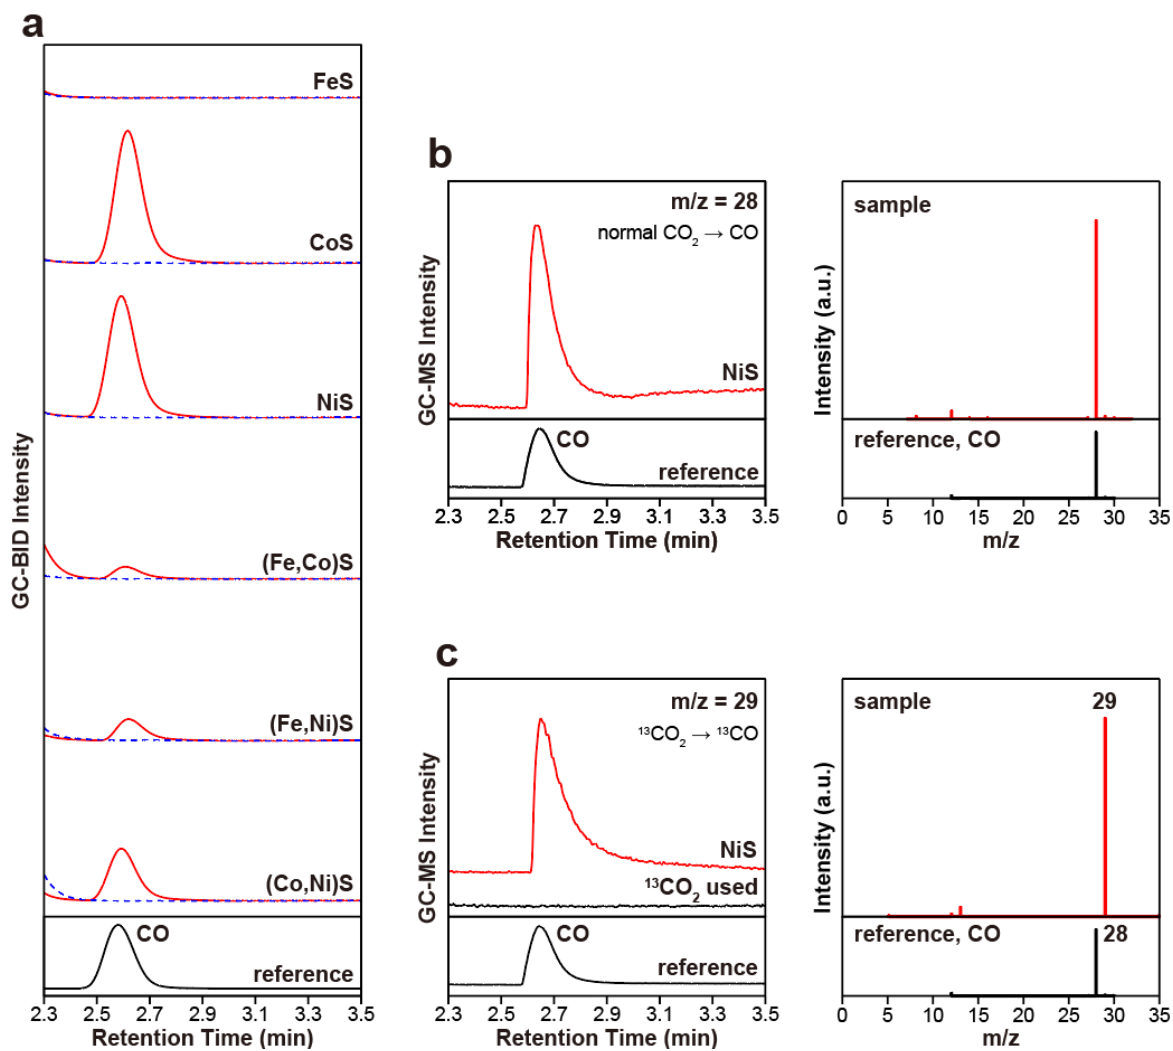 a
FeS
CoS
NiS
(Fe,Co)S
(Fe,Ni)S
(Co,Ni)S
CO
reference
GC-BID Intensity
2.3 2.5 2.7 2.9 3.1 3.3 3.5
Retention Time (min)
b
m/z = 28
normal CO₂ → CO
NiS
CO
reference
GC-MS Intensity
2.3 2.5 2.7 2.9 3.1 3.3 3.5
Retention Time (min)
sample
reference, CO
Intensity (a.u.)
0 5 10 15 20 25 30 35
m/z
c
m/z = 29
¹³CO₂ → ¹³CO
NiS
¹³CO₂ used
CO
reference
GC-MS Intensity
2.3 2.5 2.7 2.9 3.1 3.3 3.5
Retention Time (min)
sample 29
reference, CO 28
Intensity (a.u.)
0 5 10 15 20 25 30 35
m/z